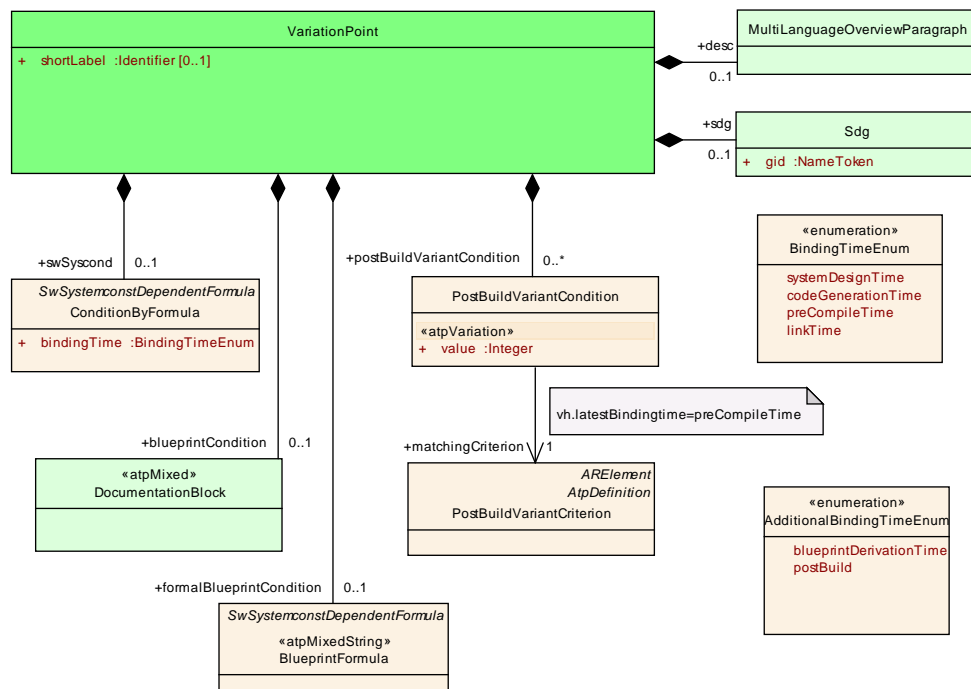 VariationPoint
+ shortLabel :Identifier [0..1]
MultiLanguageOverviewParagraph
+desc
0..1
Sdg
+ gid :NameToken
+sdg
0..1
+swSyscond
0..1
+postBuildVariantCondition
0..*
SwSystemconstDependentFormula
ConditionByFormula
+ bindingTime :BindingTimeEnum
PostBuildVariantCondition
«atpVariation»
+ value :Integer
«enumeration»
BindingTimeEnum
systemDesignTime
codeGenerationTime
preCompileTime
linkTime
vh.latestBindingtime=preCompileTime
+blueprintCondition
0..1
+matchingCriterion
1
«atpMixed»
DocumentationBlock
ARElement
AtpDefinition
PostBuildVariantCriterion
«enumeration»
AdditionalBindingTimeEnum
blueprintDerivationTime
postBuild
+formalBlueprintCondition
0..1
SwSystemconstDependentFormula
«atpMixedString»
BlueprintFormula